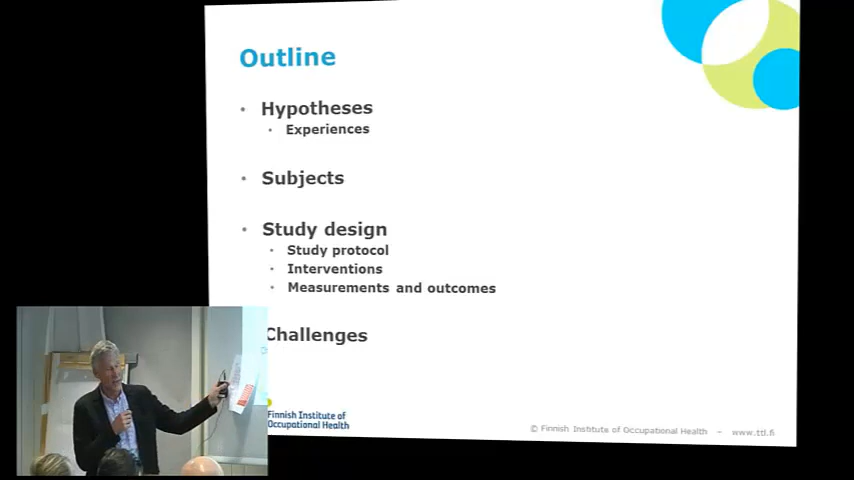 Outline
Hypotheses
Experiences
Subjects
Study design
Study protocol
Interventions
Measurements and outcomes
Challenges
Finnish Institute of
Occupational Health
© Finnish Institute of Occupational Health – www.ttl.fi